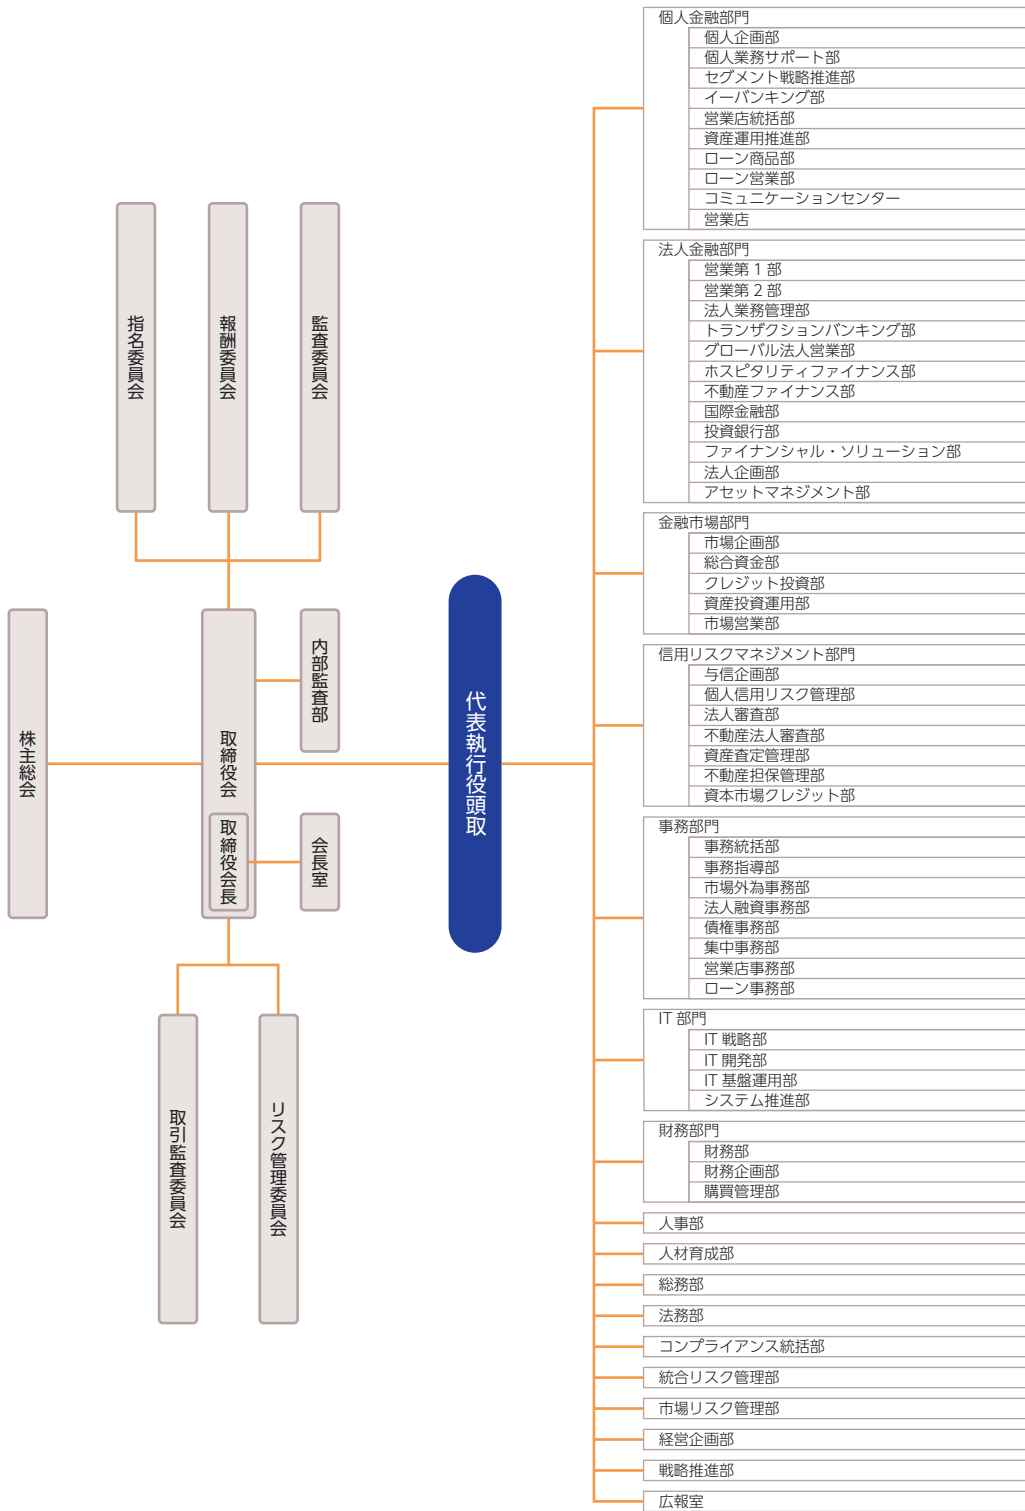 指名委員会
報酬委員会
監査委員会
株主総会
取締役会
取締役会長
内部監査部
会長室
取引監査委員会
リスク管理委員会
代表執行役頭取
個人金融部門
個人企画部
個人業務サポート部
セグメント戦略推進部
イーバンキング部
営業店統括部
資産運用推進部
ローン商品部
ローン営業部
コミュニケーションセンター
営業店
法人金融部門
営業第 1 部
営業第 2 部
法人業務管理部
トランザクションバンキング部
グローバル法人営業部
ホスピタリティファイナンス部
不動産ファイナンス部
国際金融部
投資銀行部
ファイナンシャル・ソリューション部
法人企画部
アセットマネジメント部
金融市場部門
市場企画部
総合資金部
クレジット投資部
資産投資運用部
市場営業部
信用リスクマネジメント部門
与信企画部
個人信用リスク管理部
法人審査部
不動産法人審査部
資産査定管理部
不動産担保管理部
資本市場クレジット部
事務部門
事務統括部
事務指導部
市場外為事務部
法人融資事務部
債権事務部
集中事務部
営業店事務部
ローン事務部
IT 部門
IT 戦略部
IT 開発部
IT 基盤運用部
システム推進部
財務部門
財務部
財務企画部
購買管理部
人事部
人材育成部
総務部
法務部
コンプライアンス統括部
統合リスク管理部
市場リスク管理部
経営企画部
戦略推進部
広報室